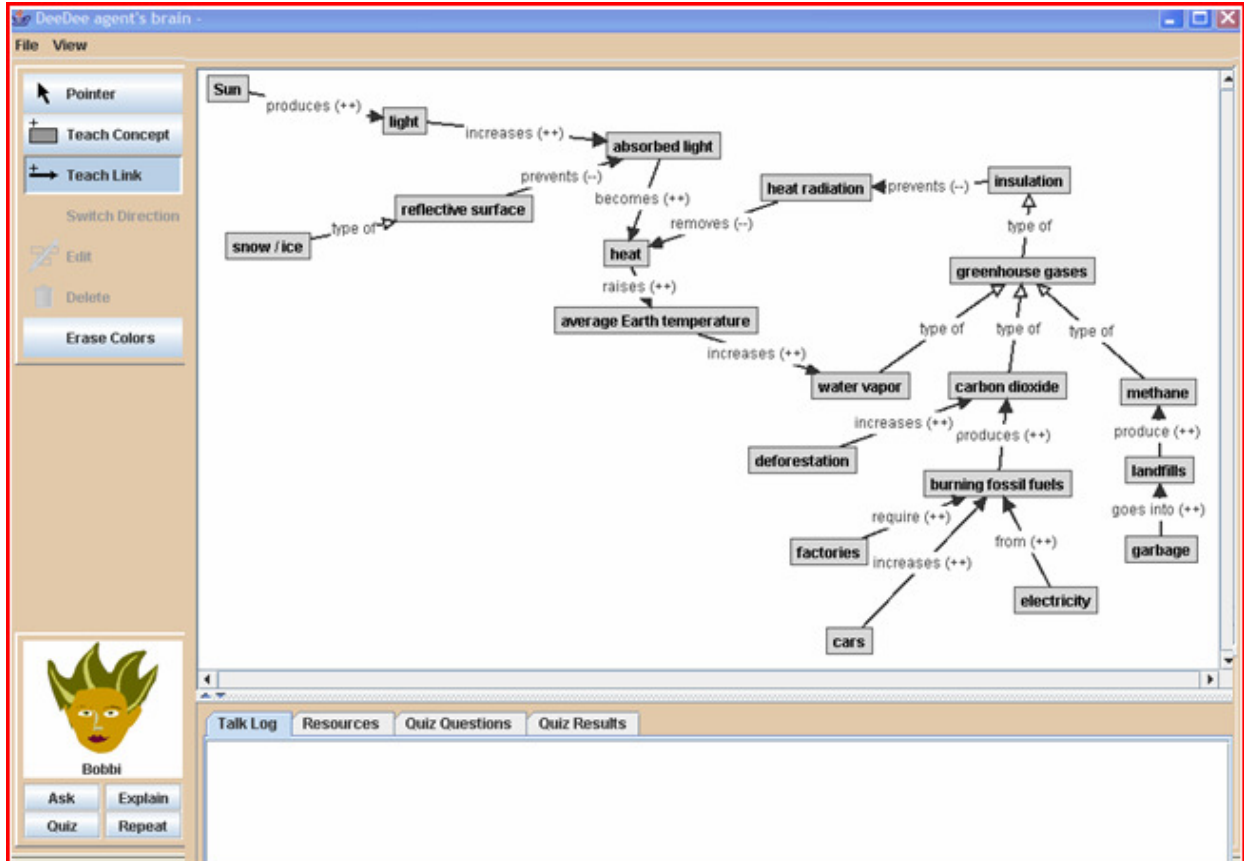 DeeDee agent's brain -
File View
Pointer
Teach Concept
Teach Link
Switch Direction
Edit
Delete
Erase Colors
Sun
produces (++)
light
increases (++)
absorbed light
prevents (--)
reflective surface
type of
snow / ice
becomes (++)
heat radiation
prevents (--)
insulation
removes (--)
heat
type of
greenhouse gases
raises (++)
average Earth temperature
type of
type of
type of
increases (++)
water vapor
carbon dioxide
methane
increases (++)
produces (++)
produce (++)
deforestation
landfills
burning fossil fuels
goes into (++)
require (++)
from (++)
factories
increases (++)
garbage
electricity
cars
Bobbi
Ask Explain
Quiz Repeat
Talk Log Resources Quiz Questions Quiz Results